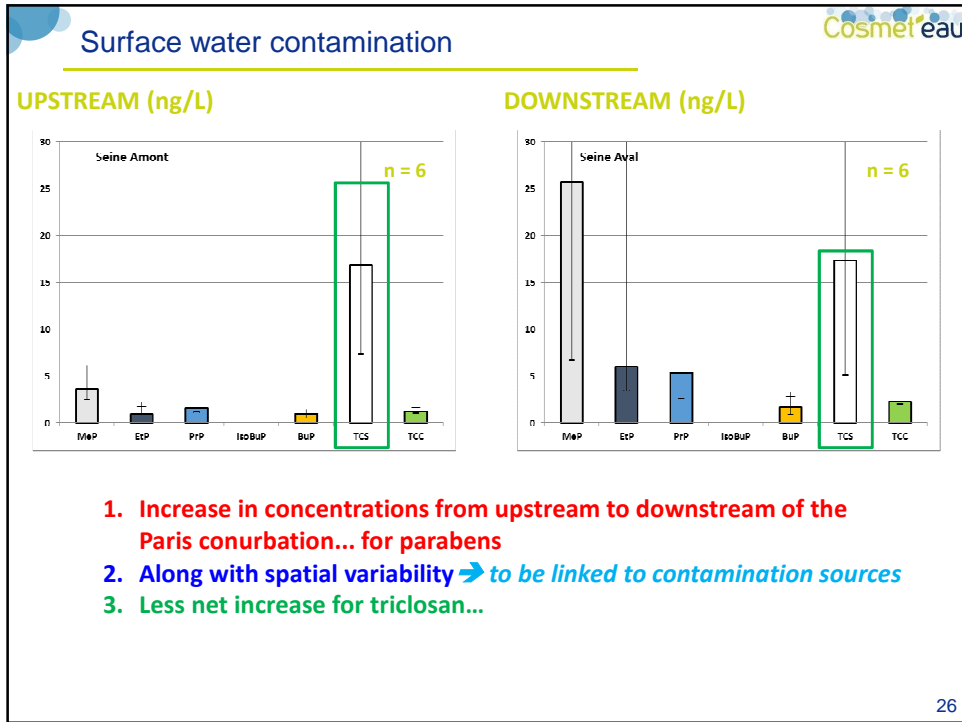 Surface water contamination
Cosmet'eau
UPSTREAM (ng/L)
DOWNSTREAM (ng/L)
Seine Amont
n = 6
30
25
20
15
10
5
0
MeP EtP PrP IsoBuP BuP TCS TCC
Seine Aval
n = 6
30
25
20
15
10
5
0
MeP EtP PrP IsoBuP BuP TCS TCC
1. Increase in concentrations from upstream to downstream of the
Paris conurbation... for parabens
2. Along with spatial variability ➔ to be linked to contamination sources
3. Less net increase for triclosan…
26